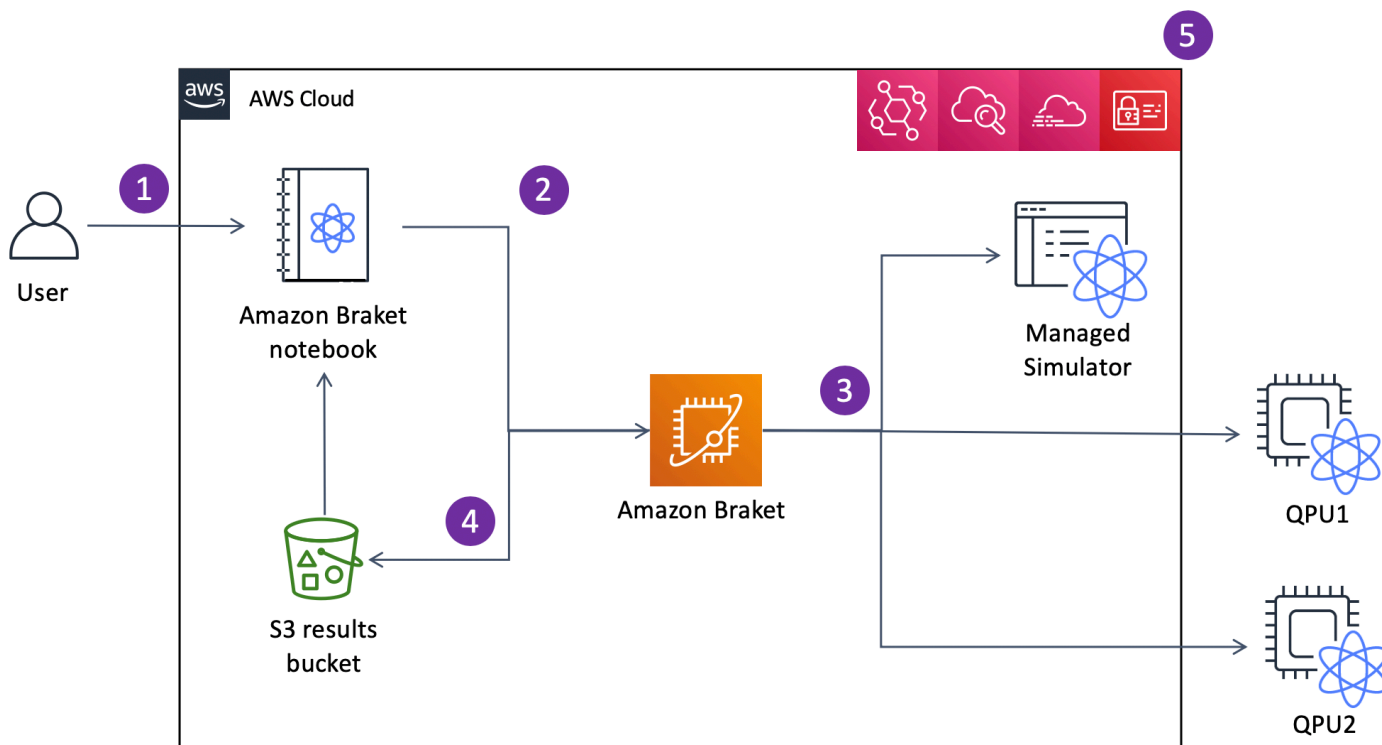 5
aws
AWS Cloud
1
2
User
Amazon Braket
notebook
Managed
Simulator
3
Amazon Braket
4
QPU1
S3 results
bucket
QPU2